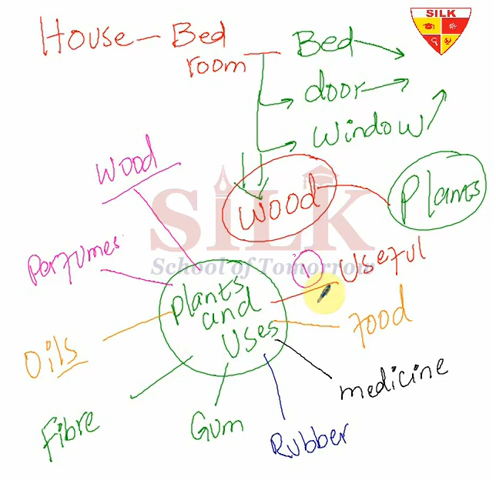 SILK
House - Bed room
Bed
door
window
wood
Plants
wood
SILK
School of Tomorrow
Perfumes
Useful
Plants and Uses
Food
Oils
medicine
Fibre
Gum
Rubber